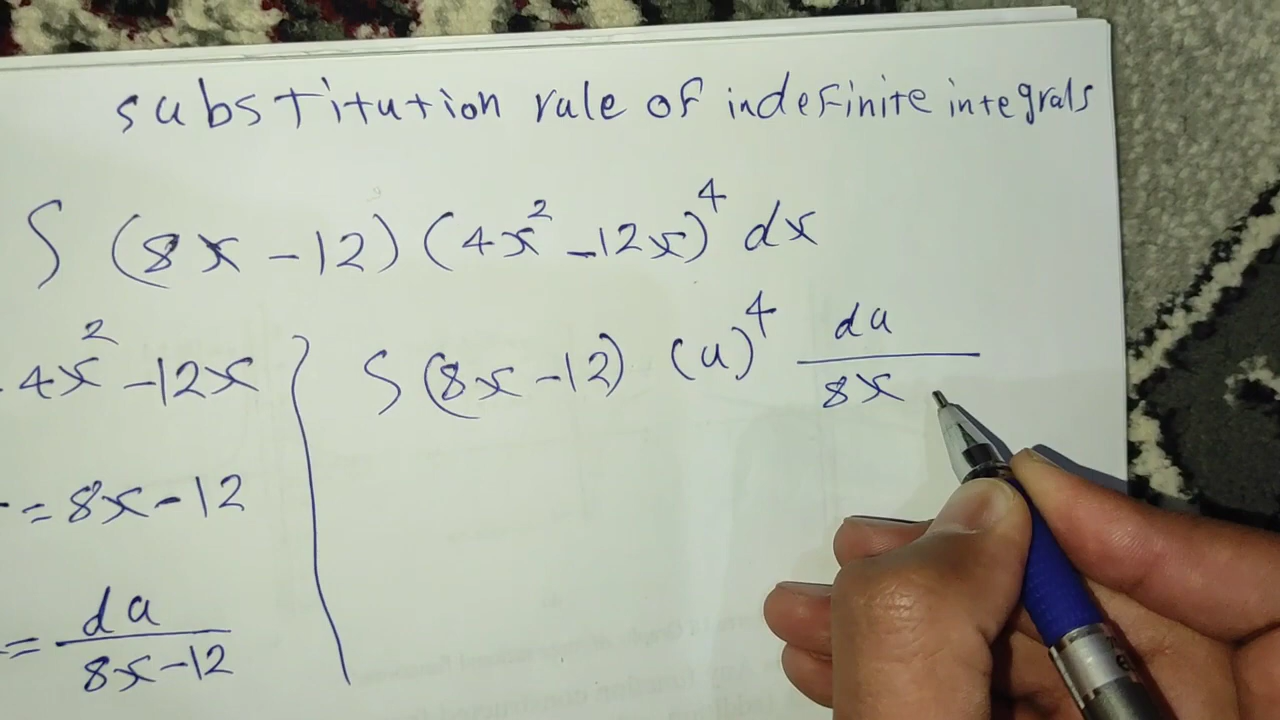 substitution rule of indefinite integrals
∫ (8x - 12) (4x² - 12x)⁴ dx
4x² - 12x
∫ (8x - 12) (u)⁴ du / 8x
= 8x - 12
= du / 8x - 12